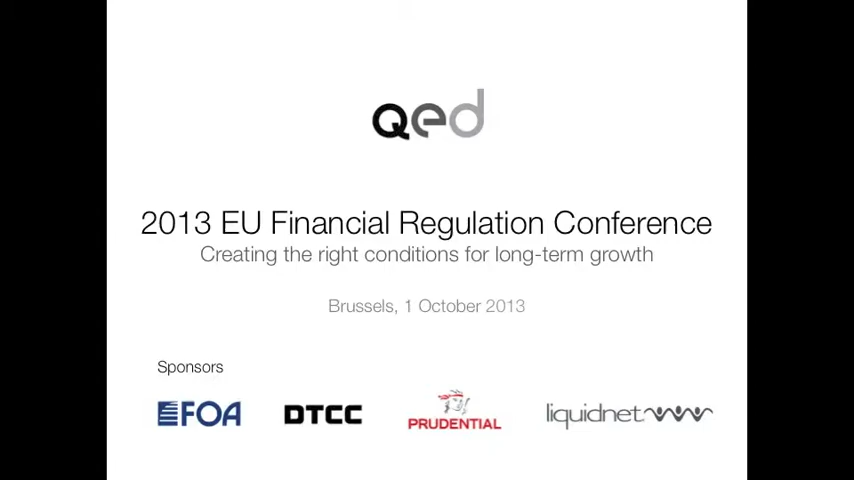 qed
2013 EU Financial Regulation Conference
Creating the right conditions for long-term growth
Brussels, 1 October 2013
Sponsors
FOA DTCC PRUDENTIAL liquidnet